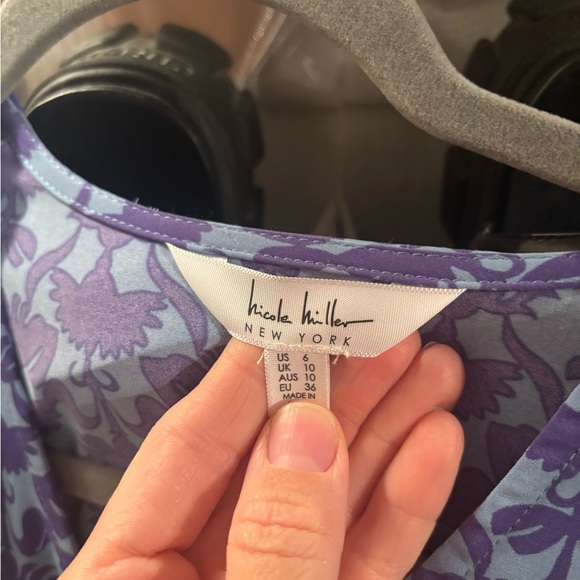 nicole miller
NEW YORK
US 6
UK 10
AUS 10
EU 36
MADE IN